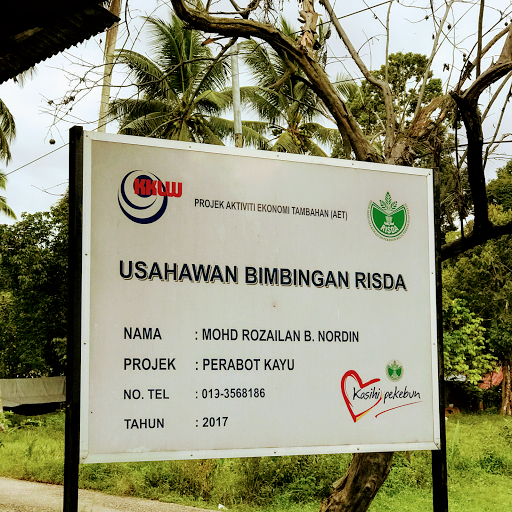 KKLW
PROJEK AKTIVITI EKONOMI TAMBAHAN (AET)
RISDA
USAHAWAN BIMBINGAN RISDA
NAMA : MOHD ROZAILAN B. NORDIN
PROJEK : PERABOT KAYU
NO. TEL : 013-3568186
TAHUN : 2017
Kasihi pekebun